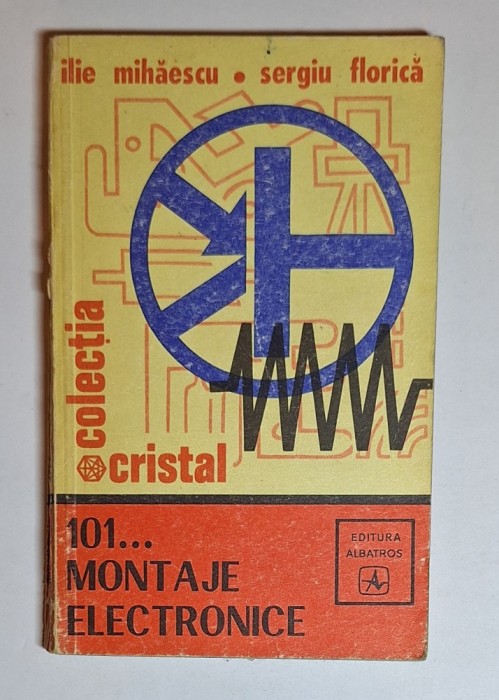 ilie mihăescu • sergiu florică
colecția
cristal
101...
MONTAJE
ELECTRONICE
EDITURA
ALBATROS